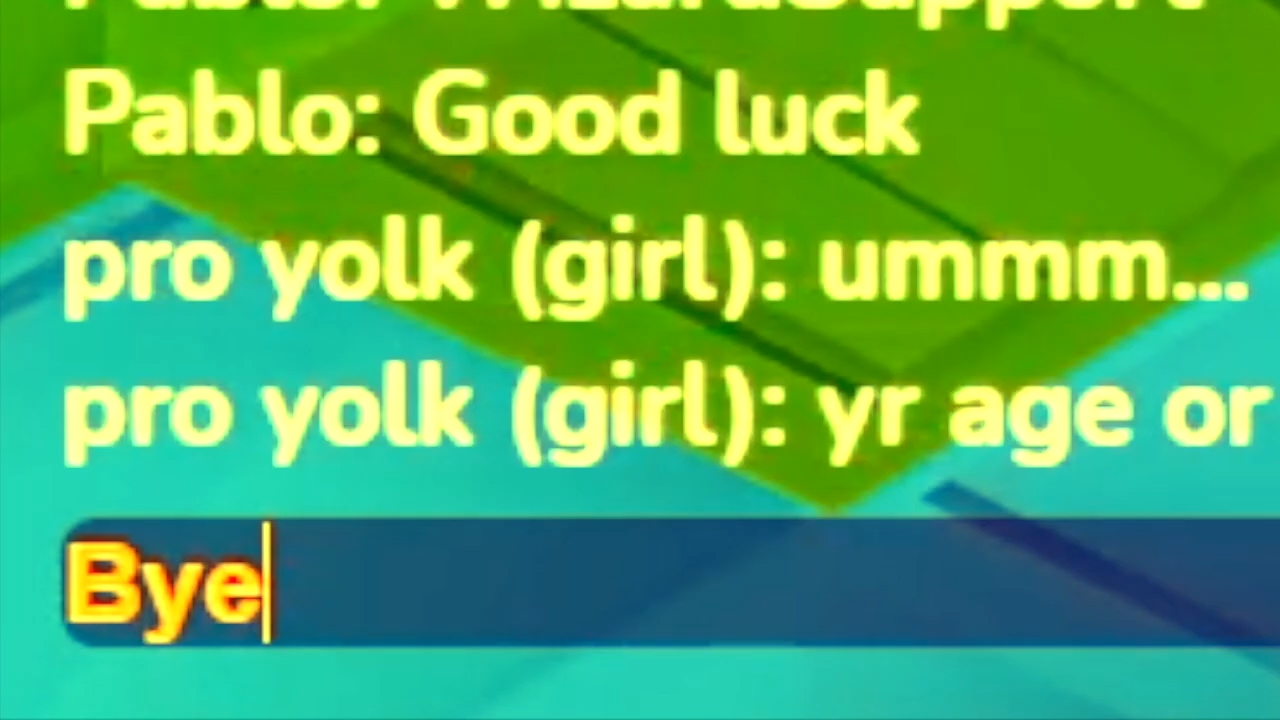 Pablo: Good luck
pro yolk (girl): ummm...
pro yolk (girl): yr age or
Bye